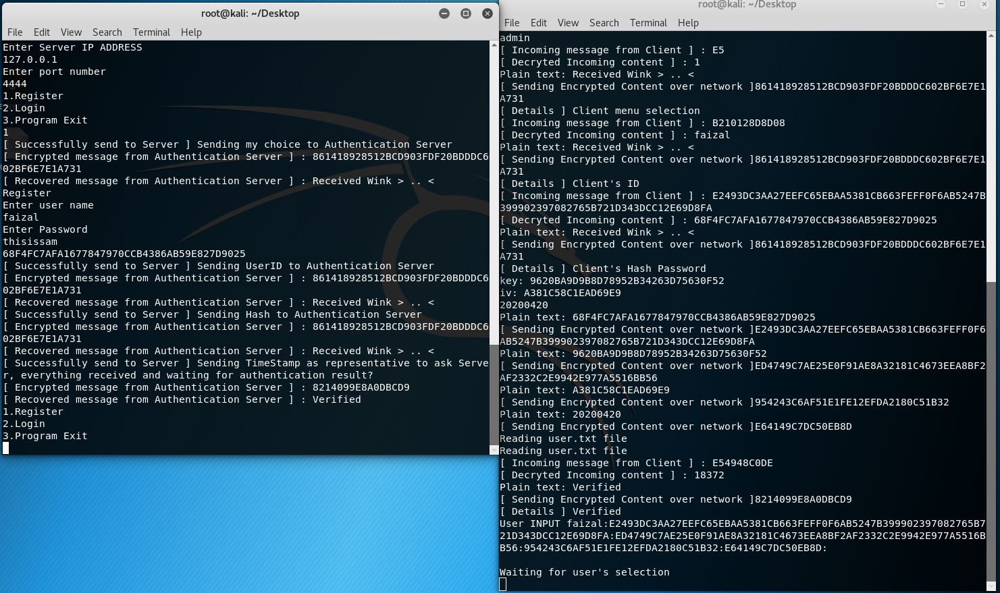 root@kali: ~/Desktop
File Edit View Search Terminal Help
Enter Server IP ADDRESS
127.0.0.1
Enter port number
4444
1.Register
2.Login
3.Program Exit
1
[ Successfully send to Server ] Sending my choice to Authentication Server
[ Encrypted message from Authentication Server ] : 861418928512BCD903FDF20BDDDC6
02BF6E7E1A731
[ Recovered message from Authentication Server ] : Received Wink > .. <
Register
Enter user name
faizal
Enter Password
thisissam
68F4FC7AFA1677847970CCB4386AB59E827D9025
[ Successfully send to Server ] Sending UserID to Authentication Server
[ Encrypted message from Authentication Server ] : 861418928512BCD903FDF20BDDDC6
02BF6E7E1A731
[ Recovered message from Authentication Server ] : Received Wink > .. <
[ Successfully send to Server ] Sending Hash to Authentication Server
[ Encrypted message from Authentication Server ] : 861418928512BCD903FDF20BDDDC6
02BF6E7E1A731
[ Recovered message from Authentication Server ] : Received Wink > .. <
[ Successfully send to Server ] Sending TimeStamp as representative to ask Serve
r, everything received and waiting for authentication result?
[ Encrypted message from Authentication Server ] : 8214099E8A0DBCD9
[ Recovered message from Authentication Server ] : Verified
1.Register
2.Login
3.Program Exit
root@kali: ~/Desktop
File Edit View Search Terminal Help
admin
[ Incoming message from Client ] : E5
[ Decryted Incoming content ] : 1
Plain text: Received Wink > .. <
[ Sending Encrypted Content over network ]861418928512BCD903FDF20BDDDC602BF6E7E1
A731
[ Details ] Client menu selection
[ Incoming message from Client ] : B210128D8D08
[ Decryted Incoming content ] : faizal
Plain text: Received Wink > .. <
[ Sending Encrypted Content over network ]861418928512BCD903FDF20BDDDC602BF6E7E1
A731
[ Details ] Client's ID
[ Incoming message from Client ] : E2493DC3AA27EEFC65EBAA5381CB663FEFF0F6AB5247B
399902397082765B721D343DCC12E69D8FA
[ Decryted Incoming content ] : 68F4FC7AFA1677847970CCB4386AB59E827D9025
Plain text: Received Wink > .. <
[ Sending Encrypted Content over network ]861418928512BCD903FDF20BDDDC602BF6E7E1
A731
[ Details ] Client's Hash Password
key: 9620BA9D9B8D78952B34263D75630F52
iv: A381C58C1EAD69E9
20200420
Plain text: 68F4FC7AFA1677847970CCB4386AB59E827D9025
[ Sending Encrypted Content over network ]E2493DC3AA27EEFC65EBAA5381CB663FEFF0F6
AB5247B399902397082765B721D343DCC12E69D8FA
Plain text: 9620BA9D9B8D78952B34263D75630F52
[ Sending Encrypted Content over network ]ED4749C7AE25E0F91AE8A32181C4673EEA8BF2
AF2332C2E9942E977A5516BB56
Plain text: A381C58C1EAD69E9
[ Sending Encrypted Content over network ]954243C6AF51E1FE12EFDA2180C51B32
Plain text: 20200420
[ Sending Encrypted Content over network ]E64149C7DC50EB8D
Reading user.txt file
Reading user.txt file
[ Incoming message from Client ] : E54948C0DE
[ Decryted Incoming content ] : 18372
Plain text: Verified
[ Sending Encrypted Content over network ]8214099E8A0DBCD9
[ Details ] Verified
User INPUT faizal:E2493DC3AA27EEFC65EBAA5381CB663FEFF0F6AB5247B399902397082765B7
21D343DCC12E69D8FA:ED4749C7AE25E0F91AE8A32181C4673EEA8BF2AF2332C2E9942E977A5516B
B56:954243C6AF51E1FE12EFDA2180C51B32:E64149C7DC50EB8D:
Waiting for user's selection